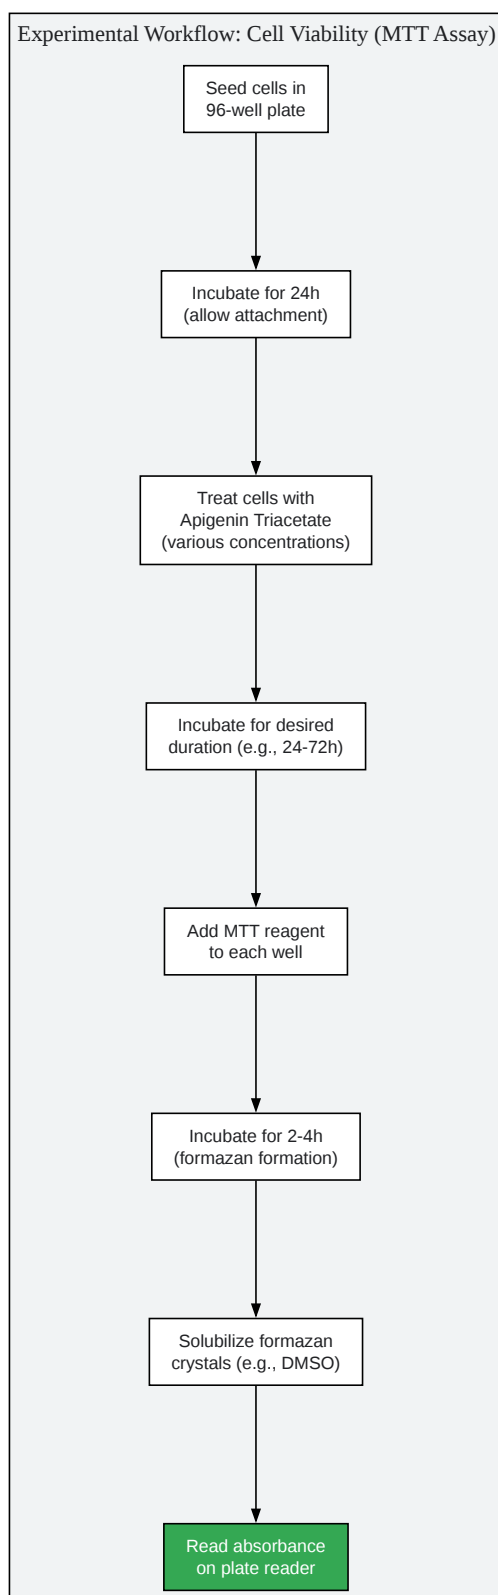 Experimental Workflow: Cell Viability (MTT Assay)
Seed cells in
96-well plate
Incubate for 24h
(allow attachment)
Treat cells with
Apigenin Triacetate
(various concentrations)
Incubate for desired
duration (e.g., 24-72h)
Add MTT reagent
to each well
Incubate for 2-4h
(formazan formation)
Solubilize formazan
crystals (e.g., DMSO)
Read absorbance
on plate reader